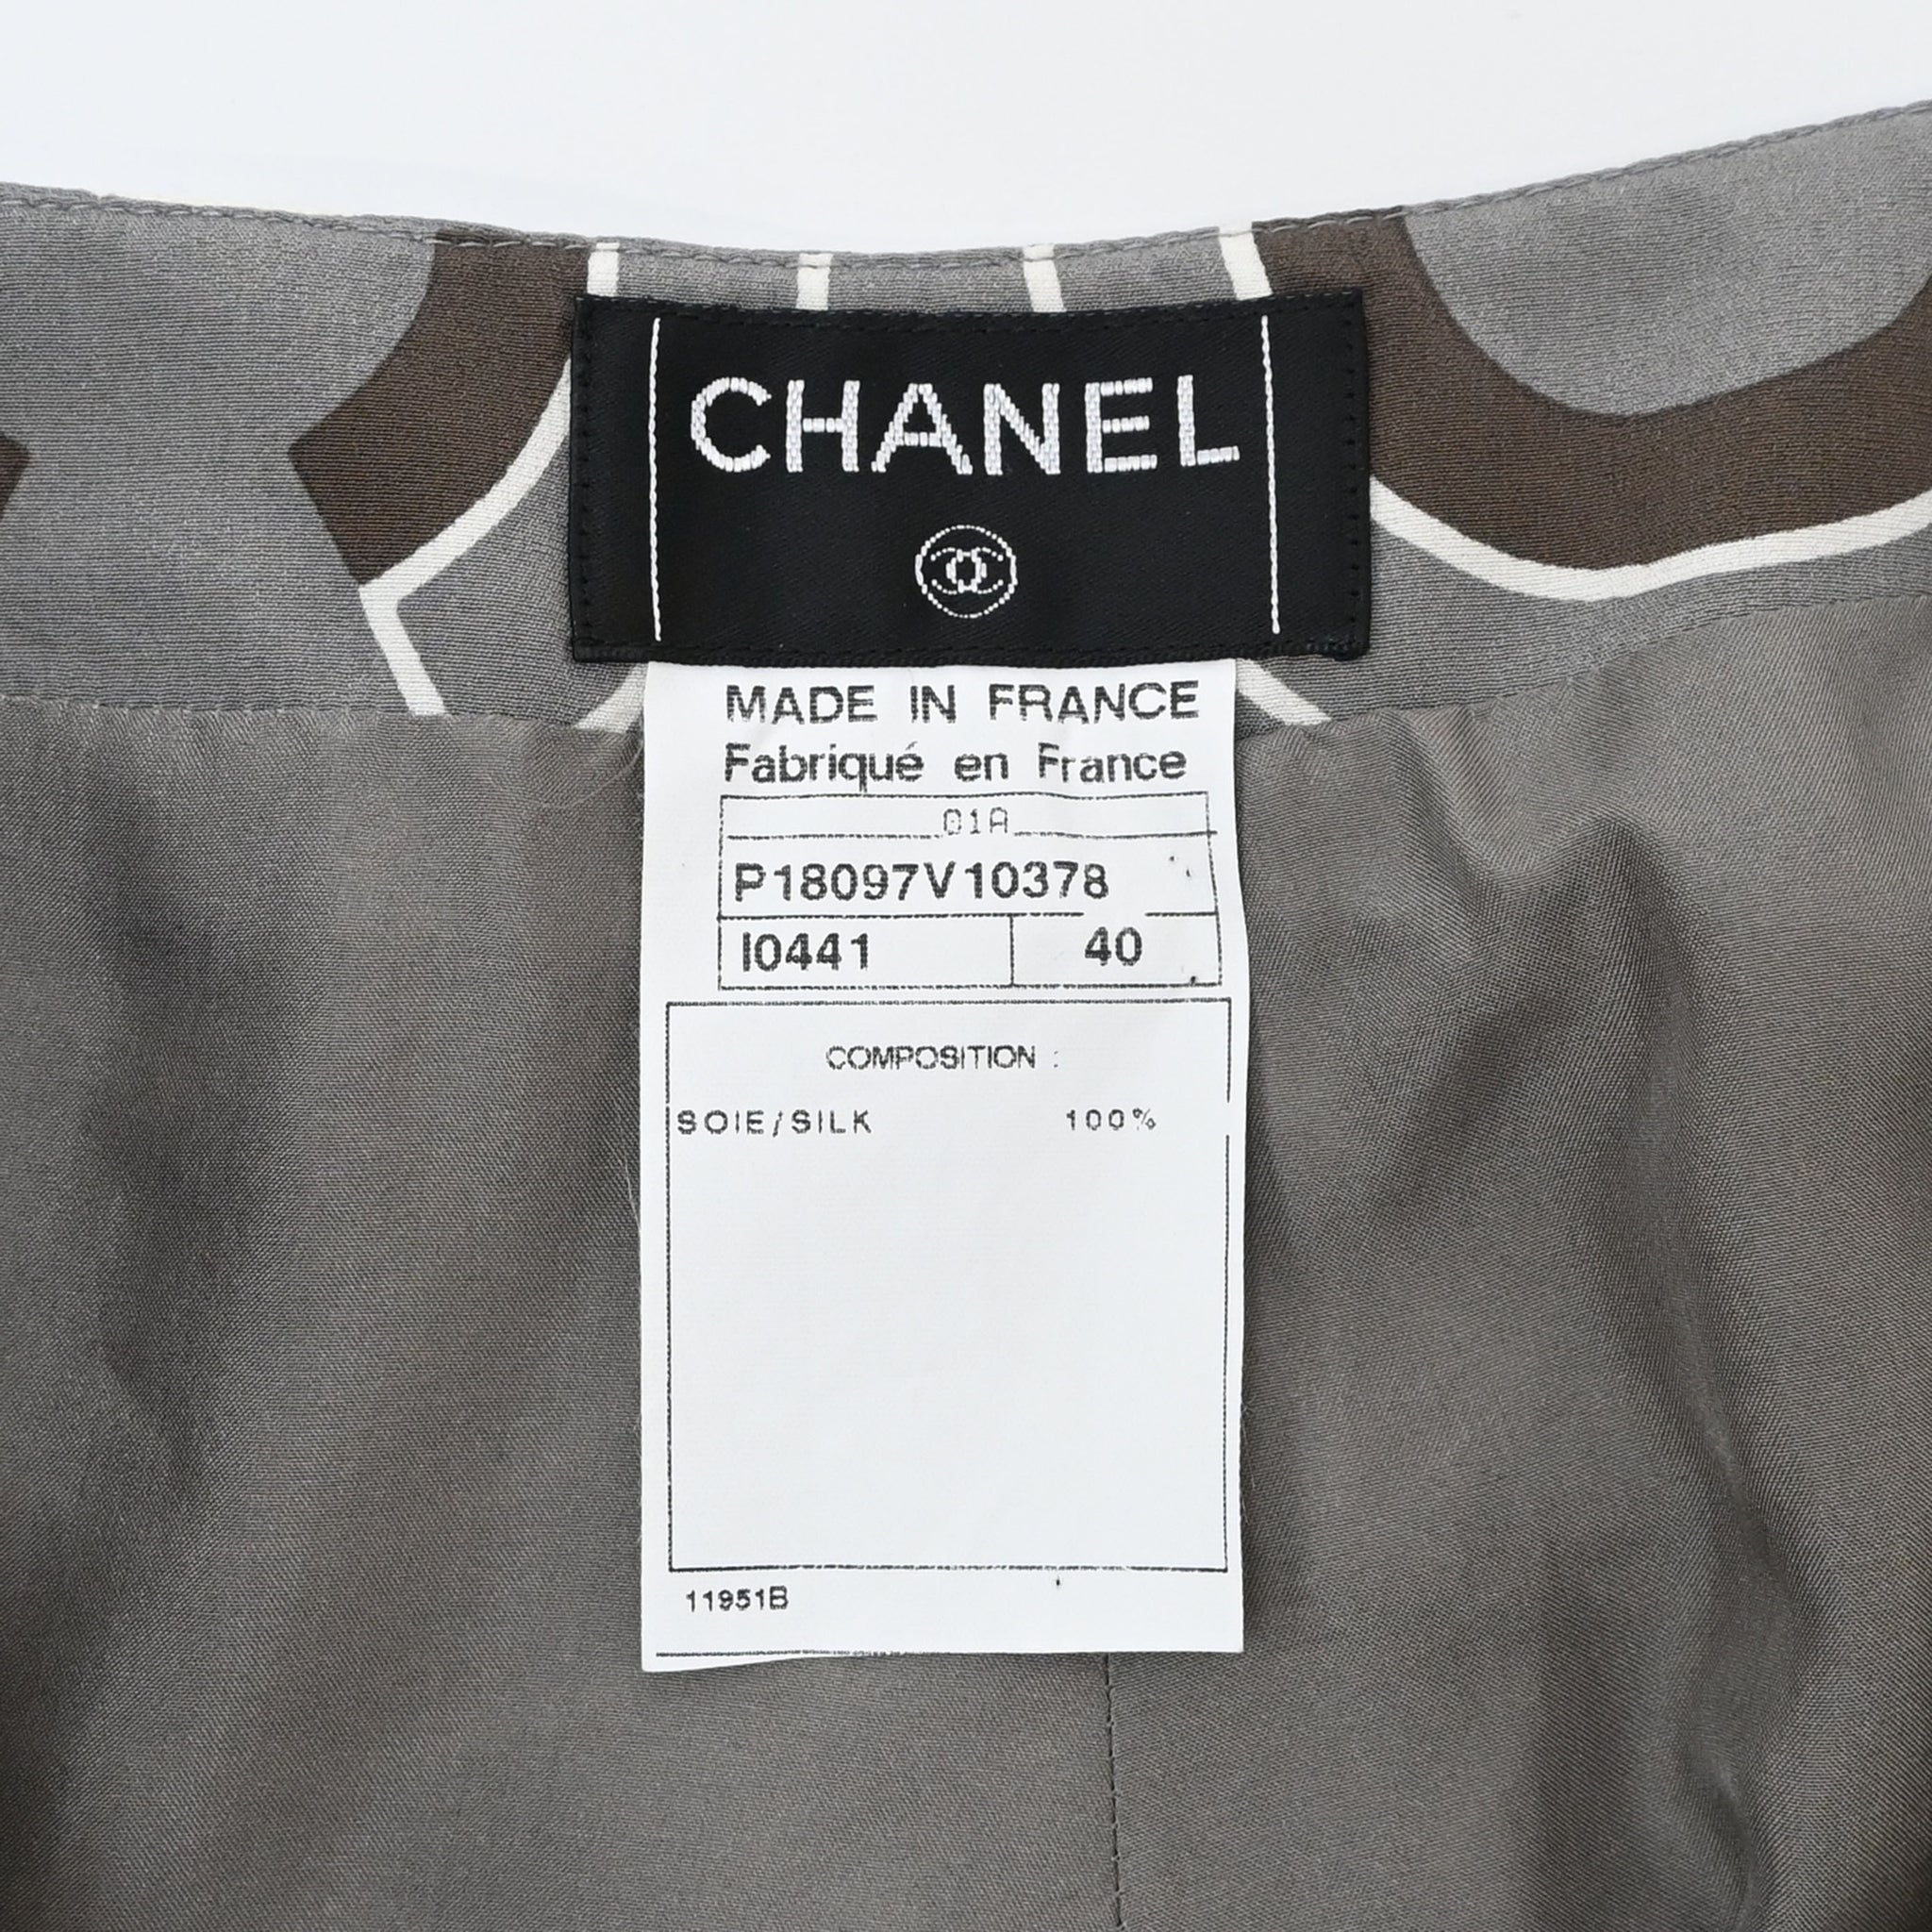 CHANEL
MADE IN FRANCE
Fabriqué en France
01A
P18097V10378
I0441 40
COMPOSITION :
SOIE/SILK 100%
11951B